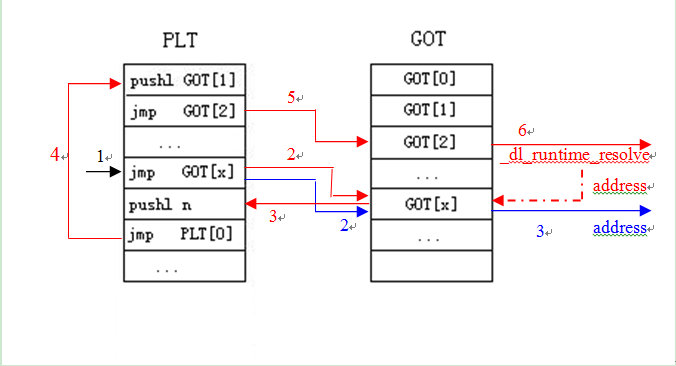 PLT GOT
pushl GOT[1] GOT[0]
jmp GOT[2] 5 GOT[1]
... GOT[2] 6
4 1 jmp GOT[x] 2 ... _dl_runtime_resolve
address
pushl n 3 GOT[x]
2 3 address
jmp PLT[0] ...
...